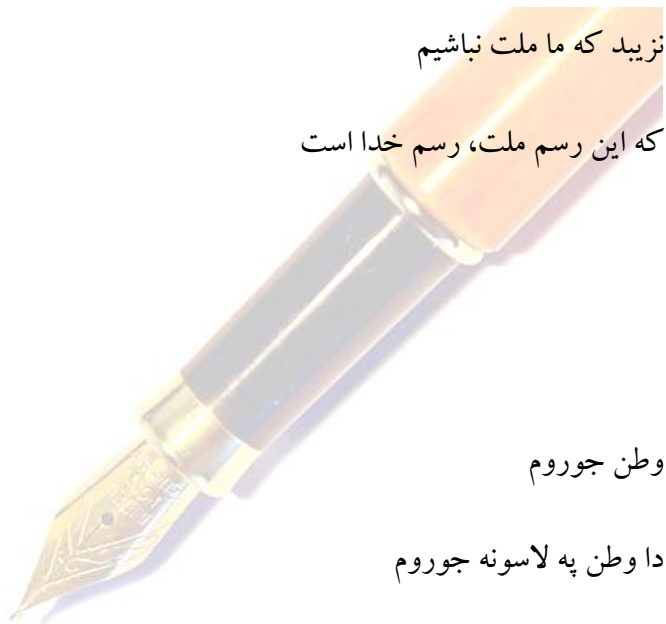 نزیبد که ما ملت نباشیم
که این رسم ملت، رسم خدا است
وطن جوروم
دا وطن په لاسونه جوروم